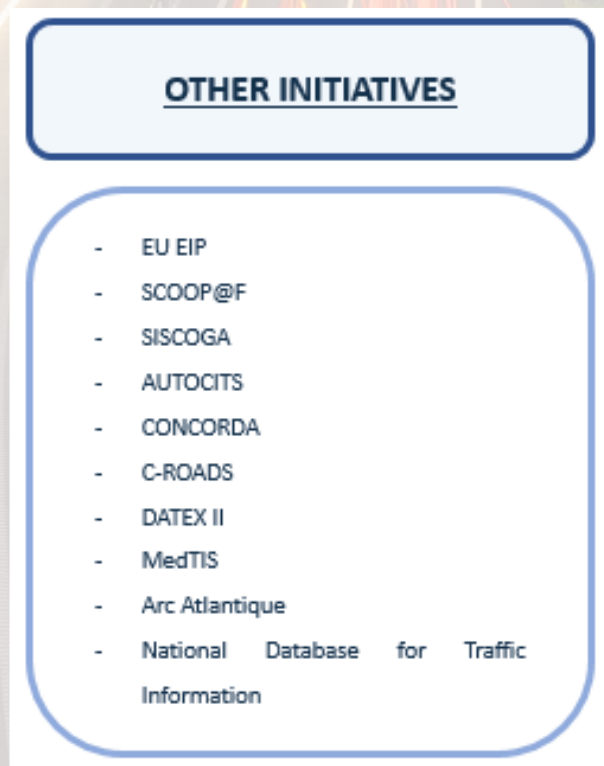 OTHER INITIATIVES
- EU EIP
- SCOOP@F
- SISCOGA
- AUTOCITS
- CONCORDA
- C-ROADS
- DATEX II
- MedTIS
- Arc Atlantique
- National Database for Traffic
Information